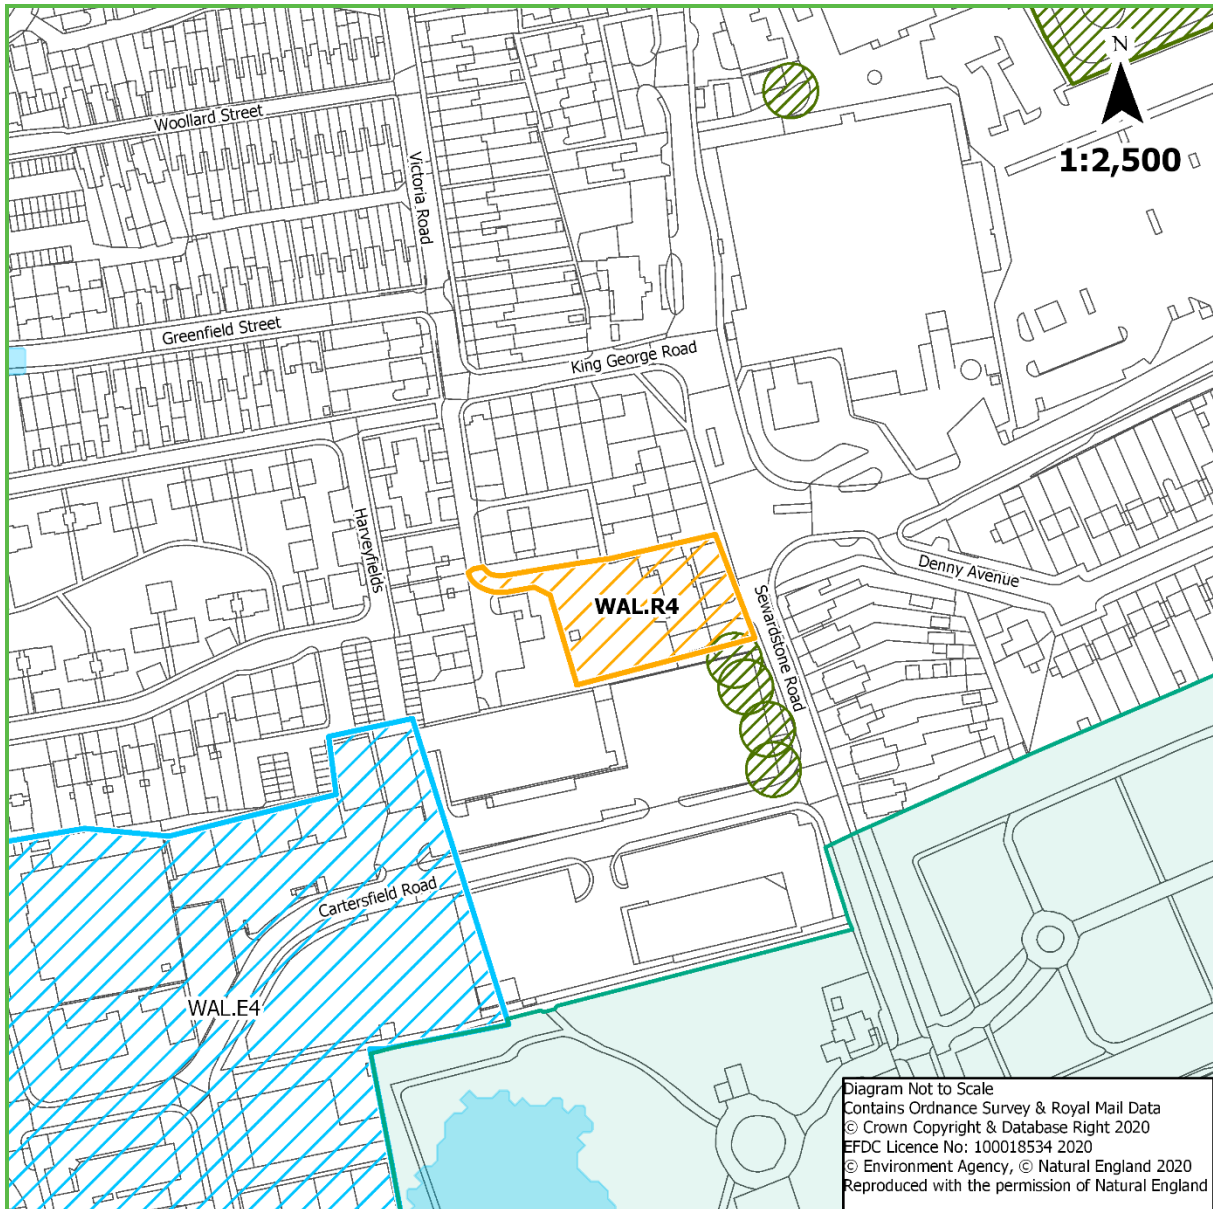 N
1:2,500
Woollard Street
Victoria Road
Greenfield Street
King George Road
Harveyfields
Denny Avenue
WAL.R4
Sewardstone Road
Cartersfield Road
WAL.E4
Diagram Not to Scale
Contains Ordnance Survey & Royal Mail Data
© Crown Copyright & Database Right 2020
EFDC Licence No: 100018534 2020
© Environment Agency, © Natural England 2020
Reproduced with the permission of Natural England